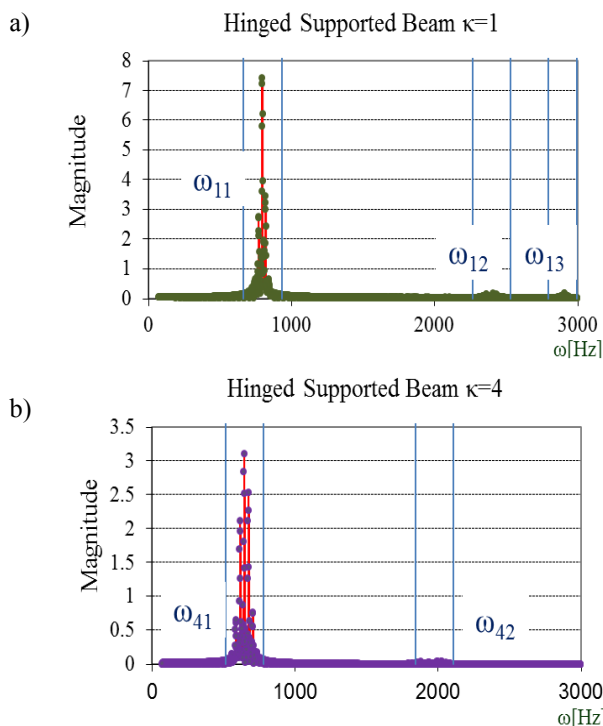 a)
Hinged Supported Beam κ=1
Magnitude
8
7
6
5
4
3
2
1
0
ω11
ω12
ω13
0
1000
2000
3000
ω[Hz]
b)
Hinged Supported Beam κ=4
Magnitude
3.5
3
2.5
2
1.5
1
0.5
0
ω41
ω42
0
1000
2000
3000
ω[Hz]